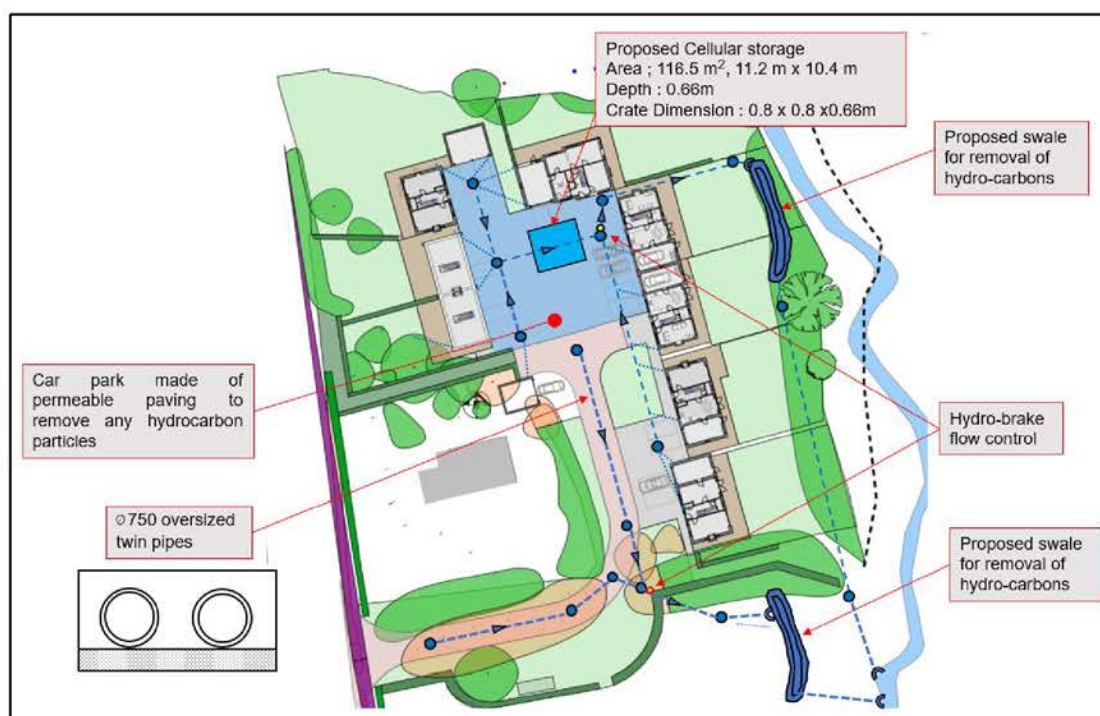 Proposed Cellular storage
Area ; 116.5 m², 11.2 m x 10.4 m
Depth : 0.66m
Crate Dimension : 0.8 x 0.8 x0.66m
Proposed swale
for removal of
hydro-carbons
Car park made of
permeable paving to
remove any hydrocarbon
particles
Hydro-brake
flow control
∅750 oversized
twin pipes
Proposed swale
for removal of
hydro-carbons